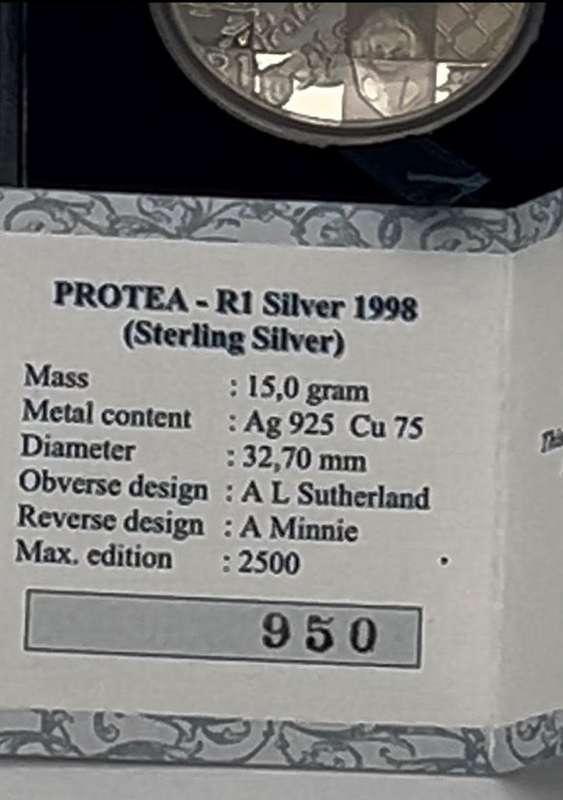 PROTEA - R1 Silver 1998
(Sterling Silver)
Mass : 15,0 gram
Metal content : Ag 925 Cu 75
Diameter : 32,70 mm
Obverse design : A L Sutherland
Reverse design : A Minnie
Max. edition : 2500
950